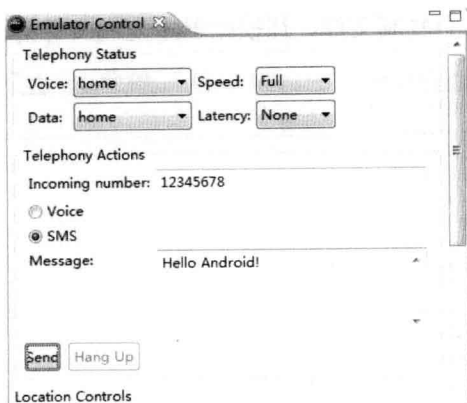 Emulator Control
Telephony Status
Voice: home Speed: Full
Data: home Latency: None
Telephony Actions
Incoming number: 12345678
Voice
SMS
Message: Hello Android!
Send Hang Up
Location Controls